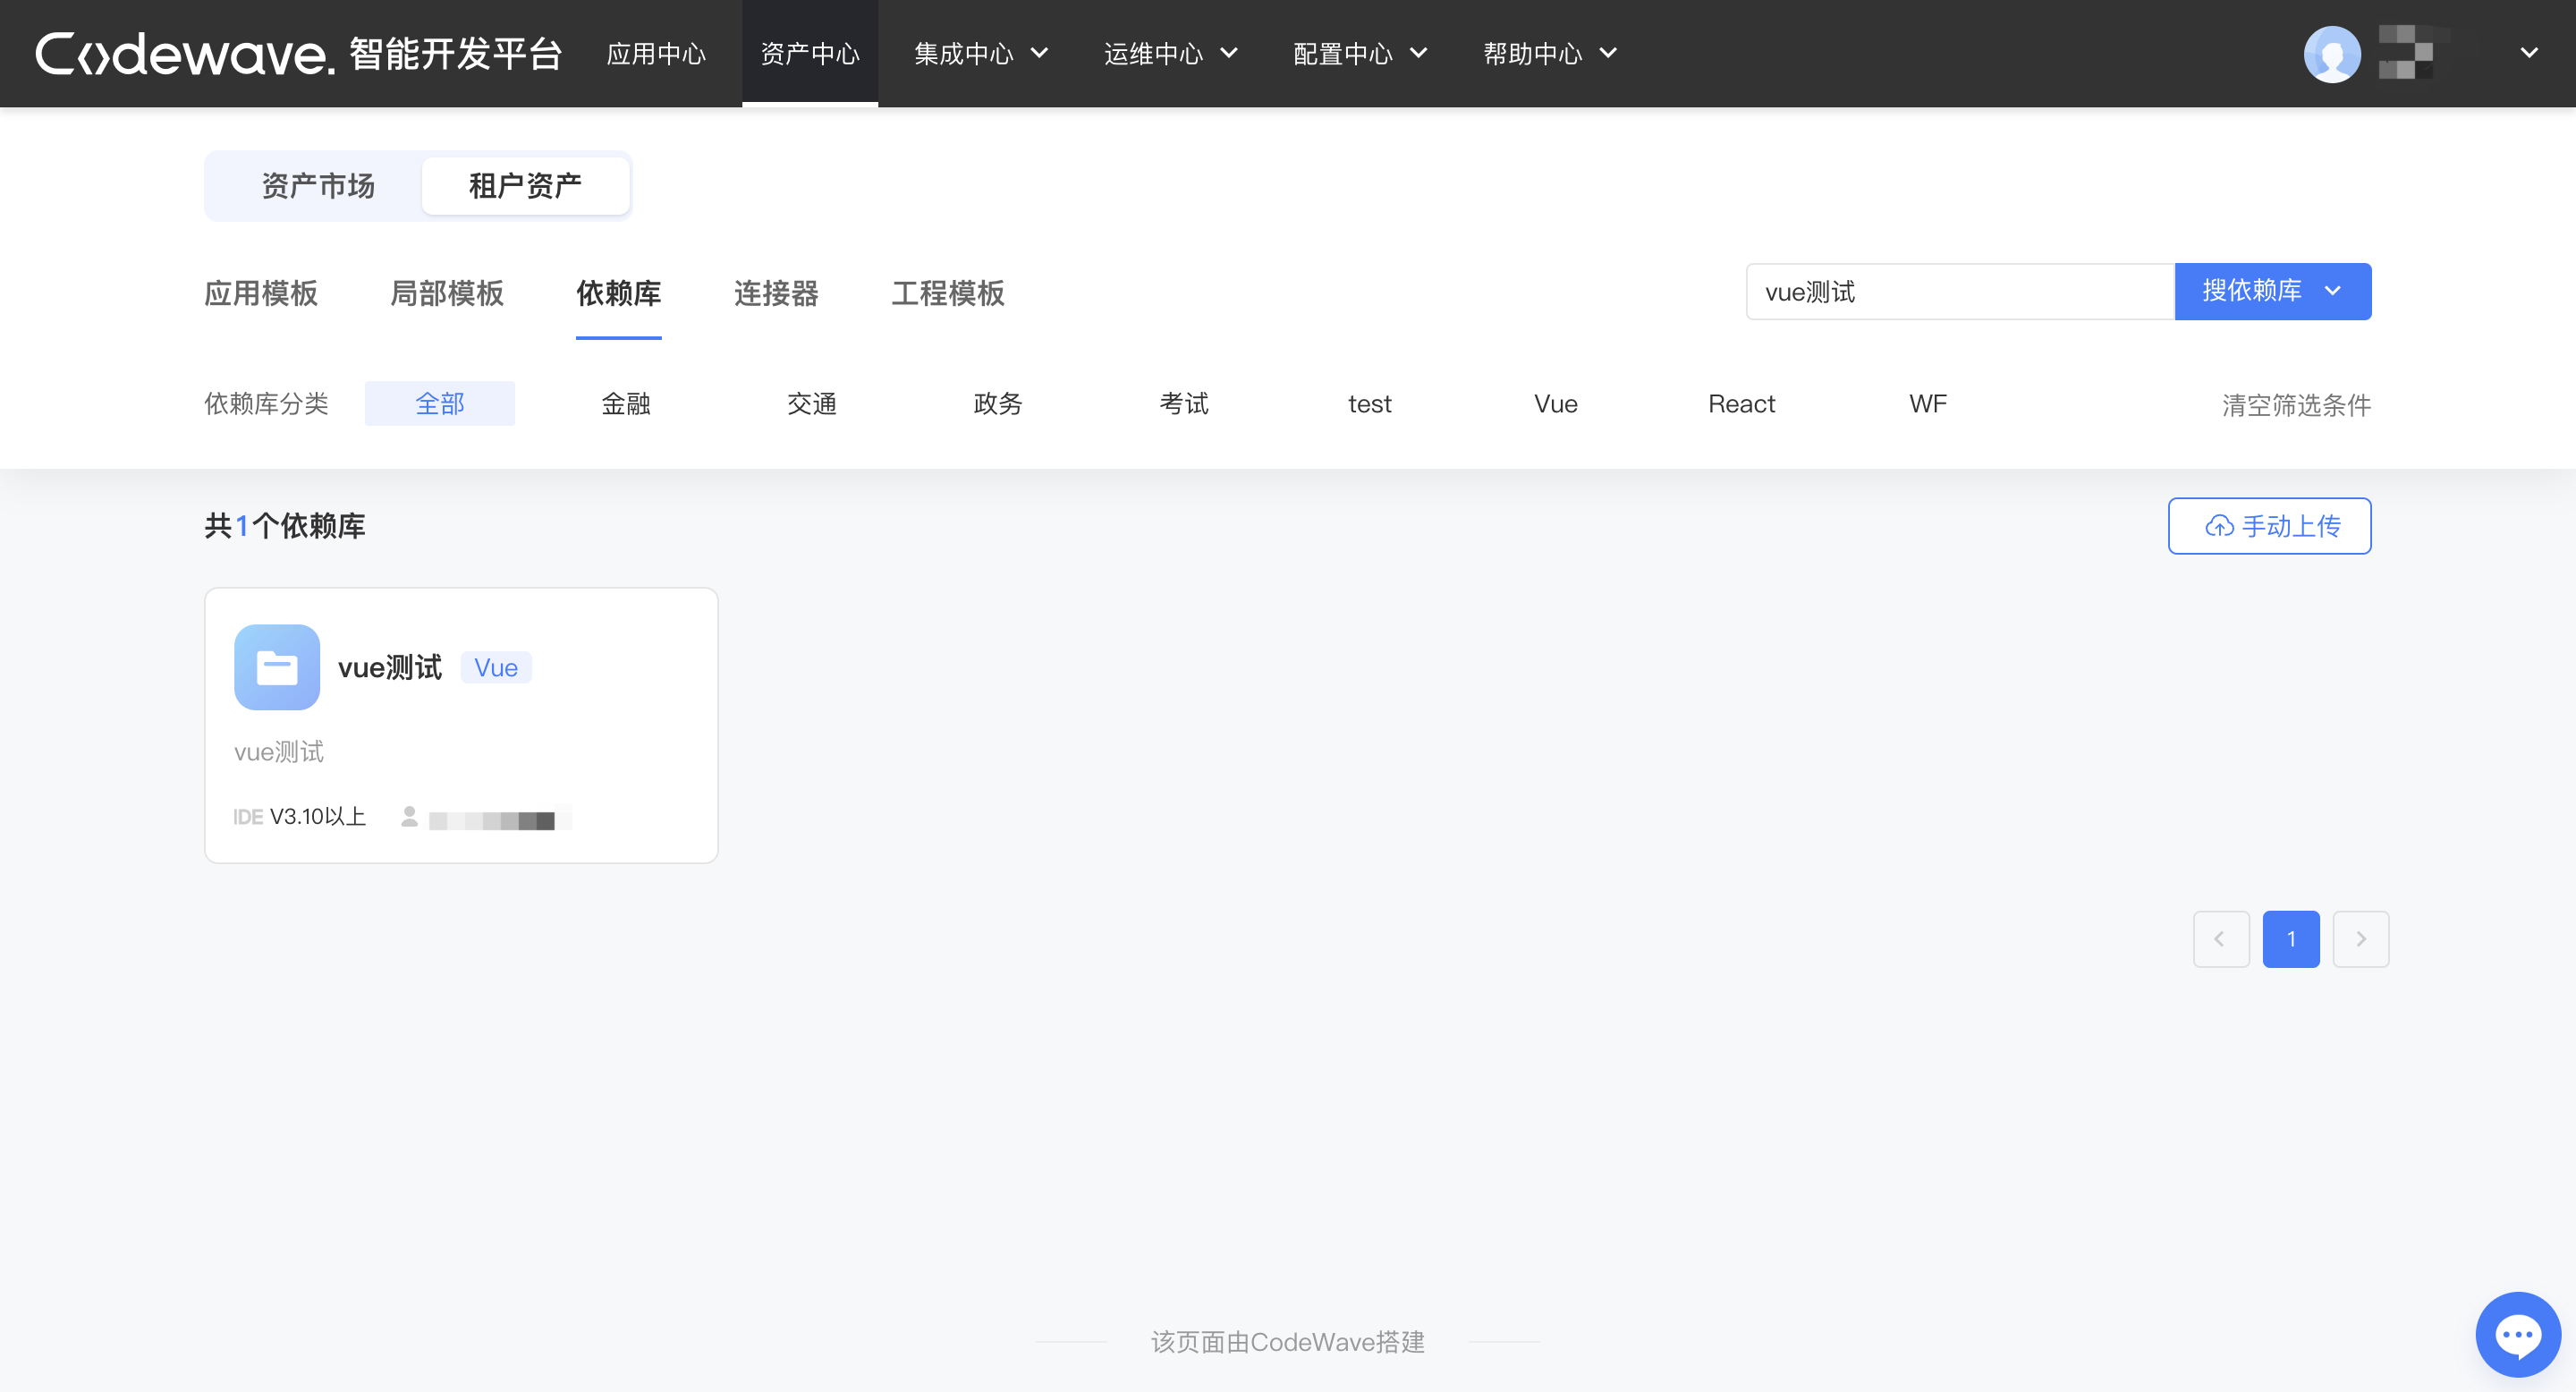 Codewave. 智能开发平台 应用中心 资产中心 集成中心 运维中心 配置中心 帮助中心
资产市场 租户资产
应用模板 局部模板 依赖库 连接器 工程模板 vue测试 搜依赖库
依赖库分类 全部 金融 交通 政务 考试 test Vue React WF 清空筛选条件
共1个依赖库 手动上传
vue测试 Vue
vue测试
IDE V3.10以上
1
该页面由CodeWave搭建